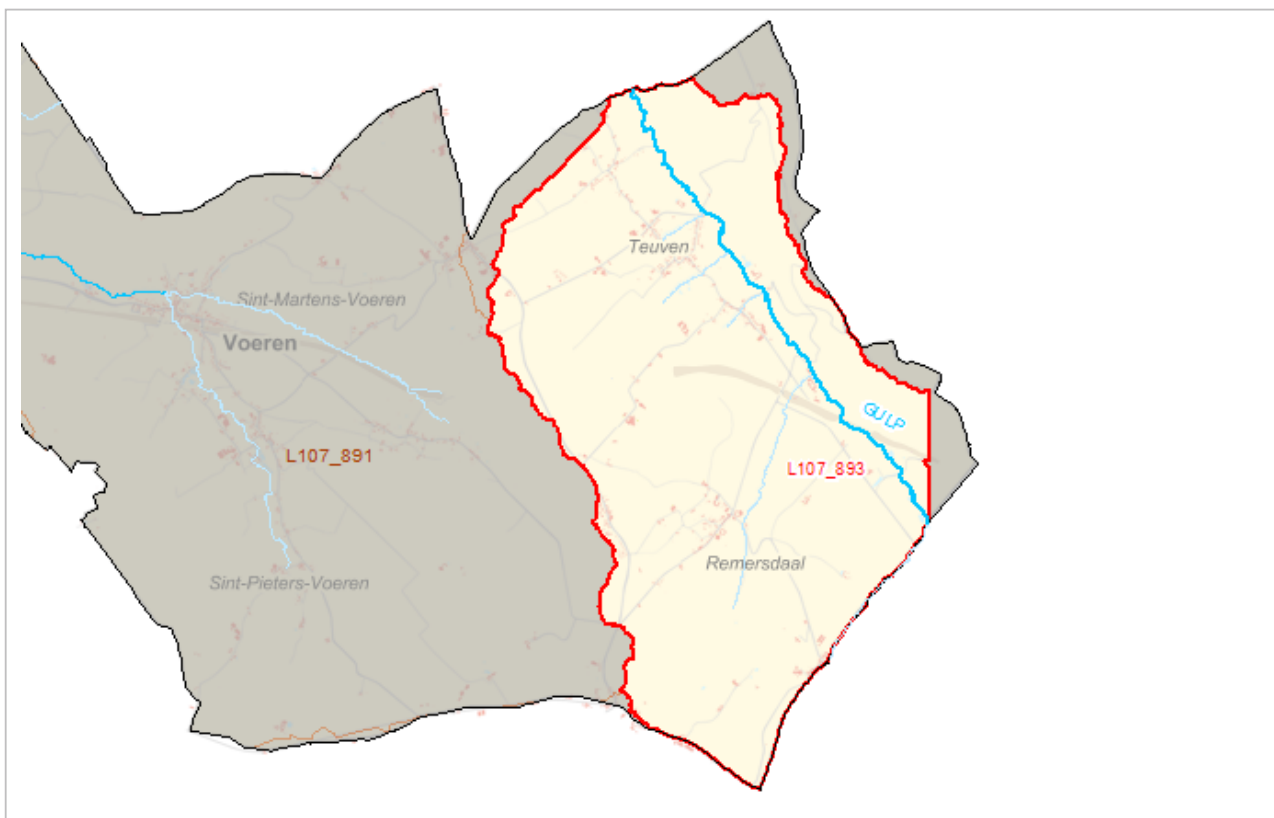 Teuven
Sint-Martens-Voeren
Voeren
GULP
L107_891
L107_893
Remersdaal
Sint-Pieters-Voeren